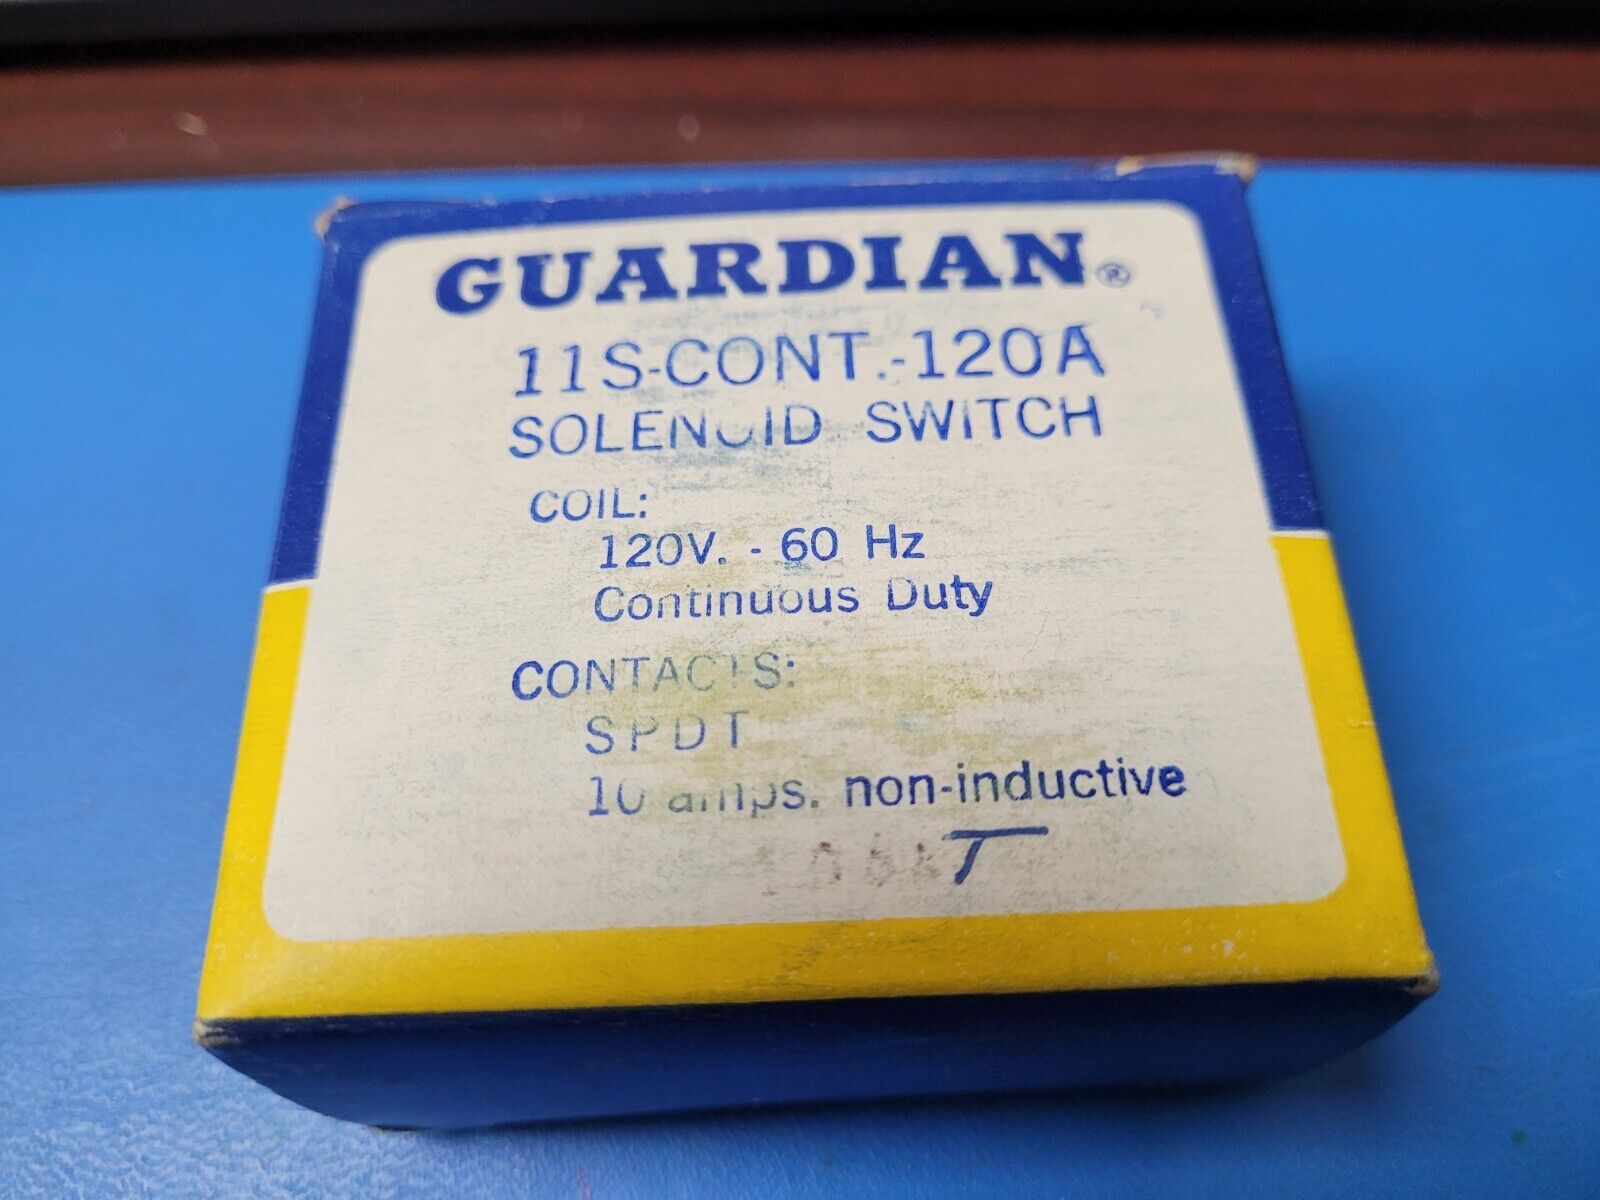 GUARDIAN®
11S-CONT.-120A
SOLENOID SWITCH
COIL:
120V. - 60 Hz
Continuous Duty
CONTACTS:
SPDT
10 amps. non-inductive
T